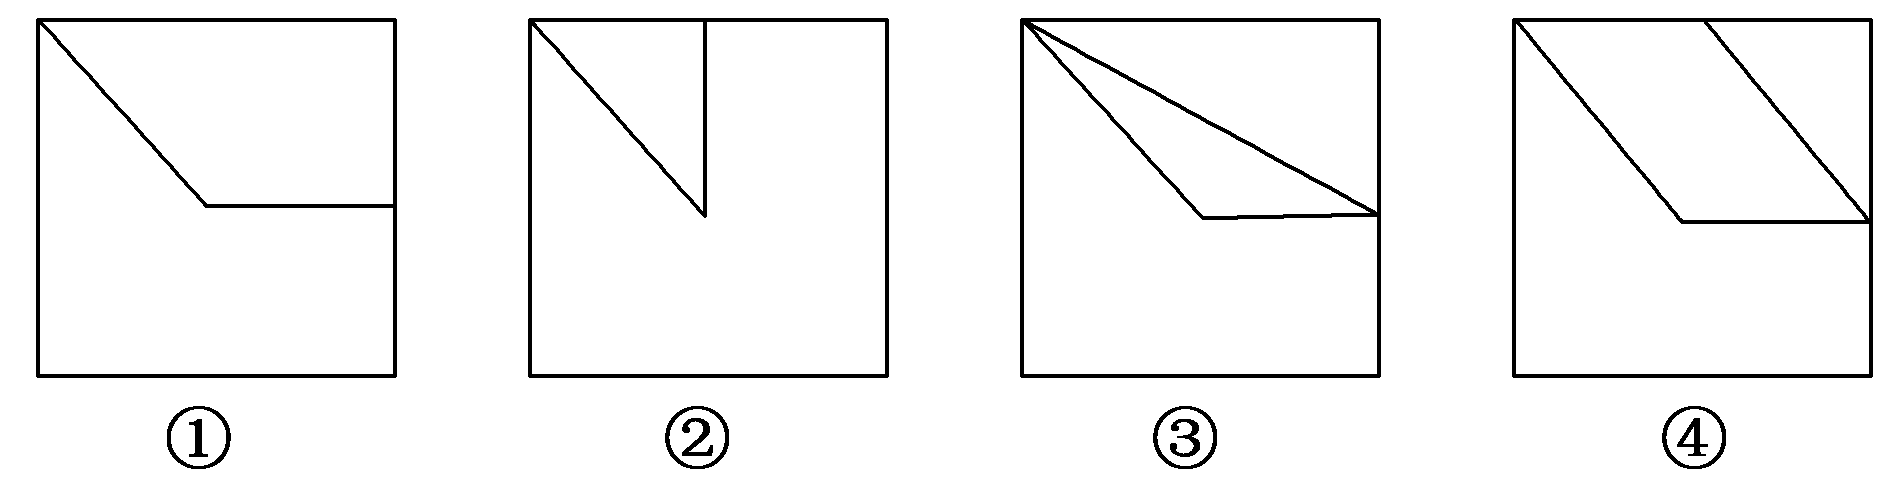 ① ② ③ ④